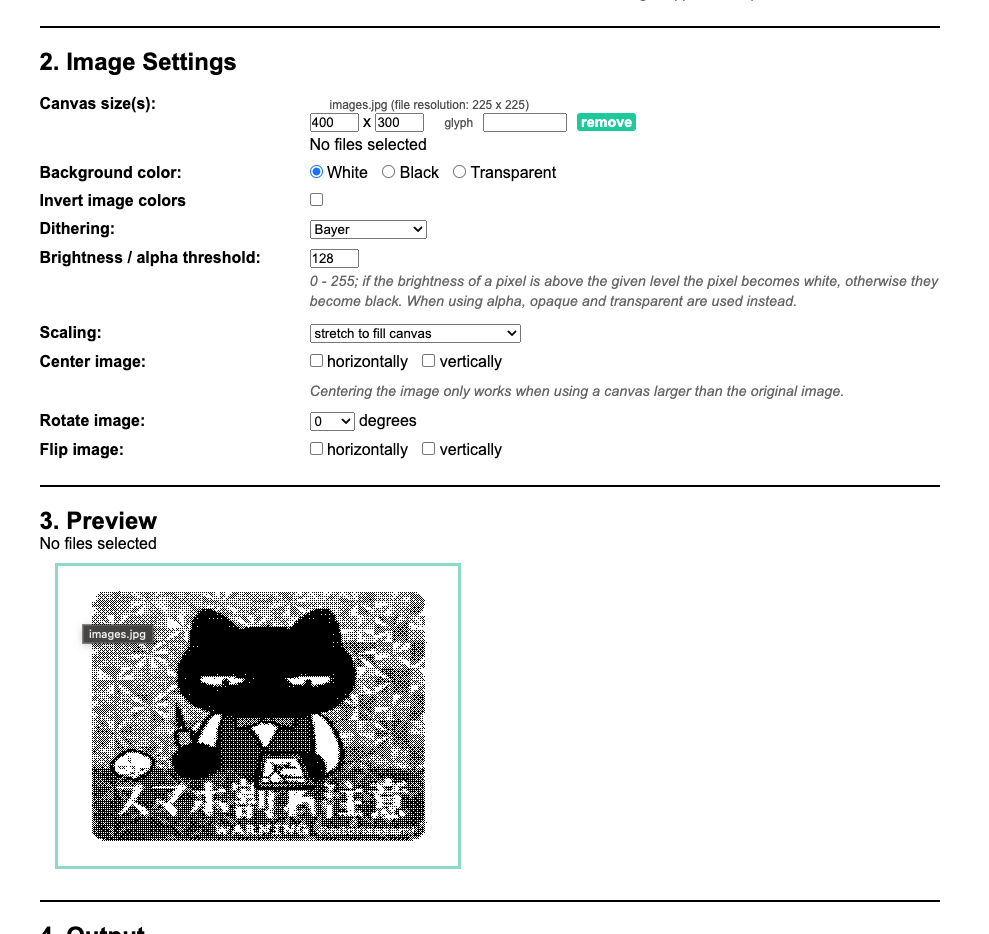 2. Image Settings
Canvas size(s):
images.jpg (file resolution: 225 x 225)
400 x 300 glyph remove
No files selected
Background color: White Black Transparent
Invert image colors
Dithering: Bayer
Brightness / alpha threshold: 128
0 - 255; if the brightness of a pixel is above the given level the pixel becomes white, otherwise they
become black. When using alpha, opaque and transparent are used instead.
Scaling: stretch to fill canvas
Center image: horizontally vertically
Centering the image only works when using a canvas larger than the original image.
Rotate image: 0 degrees
Flip image: horizontally vertically
3. Preview
No files selected
images.jpg
スマホ割れ注意
WARNING
4. Output